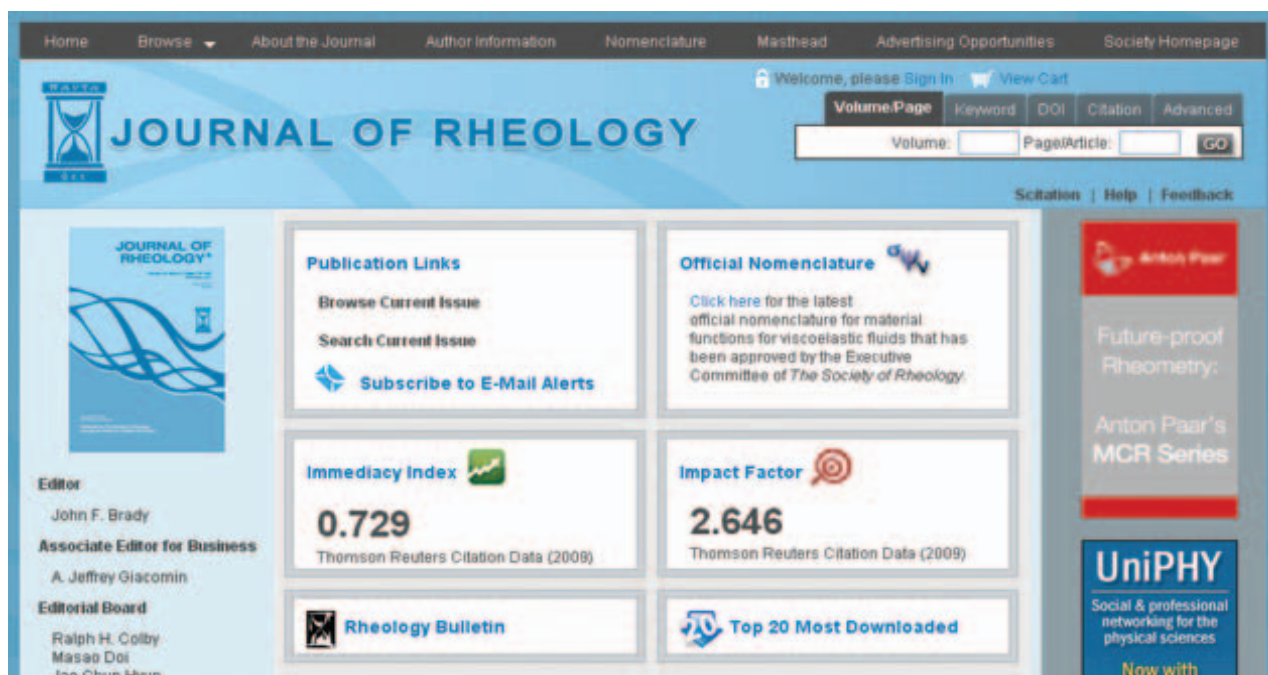 Home Browse About the Journal Author Information Nomenclature Masthead Advertising Opportunities Society Homepage
Welcome, please Sign In View Cart
JOURNAL OF RHEOLOGY
Volume/Page Keyword DOI Citation Advanced
Volume: Page/Article: GO
Scitation | Help | Feedback
JOURNAL OF
RHEOLOGY
Editor
John F. Brady
Associate Editor for Business
A. Jeffrey Giacomin
Editorial Board
Ralph H. Colby
Masao Doi
Publication Links
Browse Current Issue
Search Current Issue
Subscribe to E-Mail Alerts
Official Nomenclature
Click here for the latest
official nomenclature for material
functions for viscoelastic fluids that has
been approved by the Executive
Committee of The Society of Rheology.
Immediacy Index
0.729
Thomson Reuters Citation Data (2009)
Impact Factor
2.646
Thomson Reuters Citation Data (2009)
Rheology Bulletin
20 Top 20 Most Downloaded
Anton Paar
Future-proof
Rheometry:
Anton Paar's
MCR Series
UniPHY
Social & professional
networking for the
physical sciences
Now with